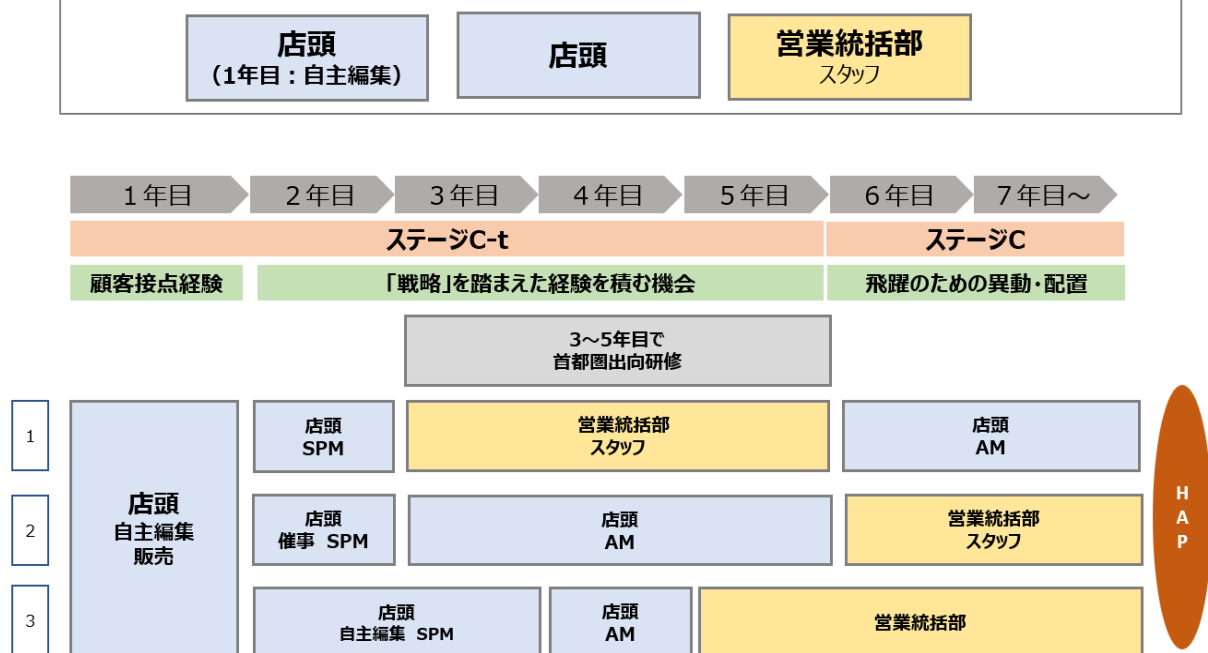 店頭
(1年目：自主編集)
店頭
営業統括部
スタッフ
1年目
2年目
3年目
4年目
5年目
6年目
7年目～
ステージC-t
ステージC
顧客接点経験
「戦略」を踏まえた経験を積む機会
飛躍のための異動・配置
3～5年目で
首都圏出向研修
1
店頭
SPM
営業統括部
スタッフ
店頭
AM
店頭
自主編集
販売
2
店頭
催事 SPM
店頭
AM
営業統括部
スタッフ
3
店頭
自主編集 SPM
店頭
AM
営業統括部
H
A
P